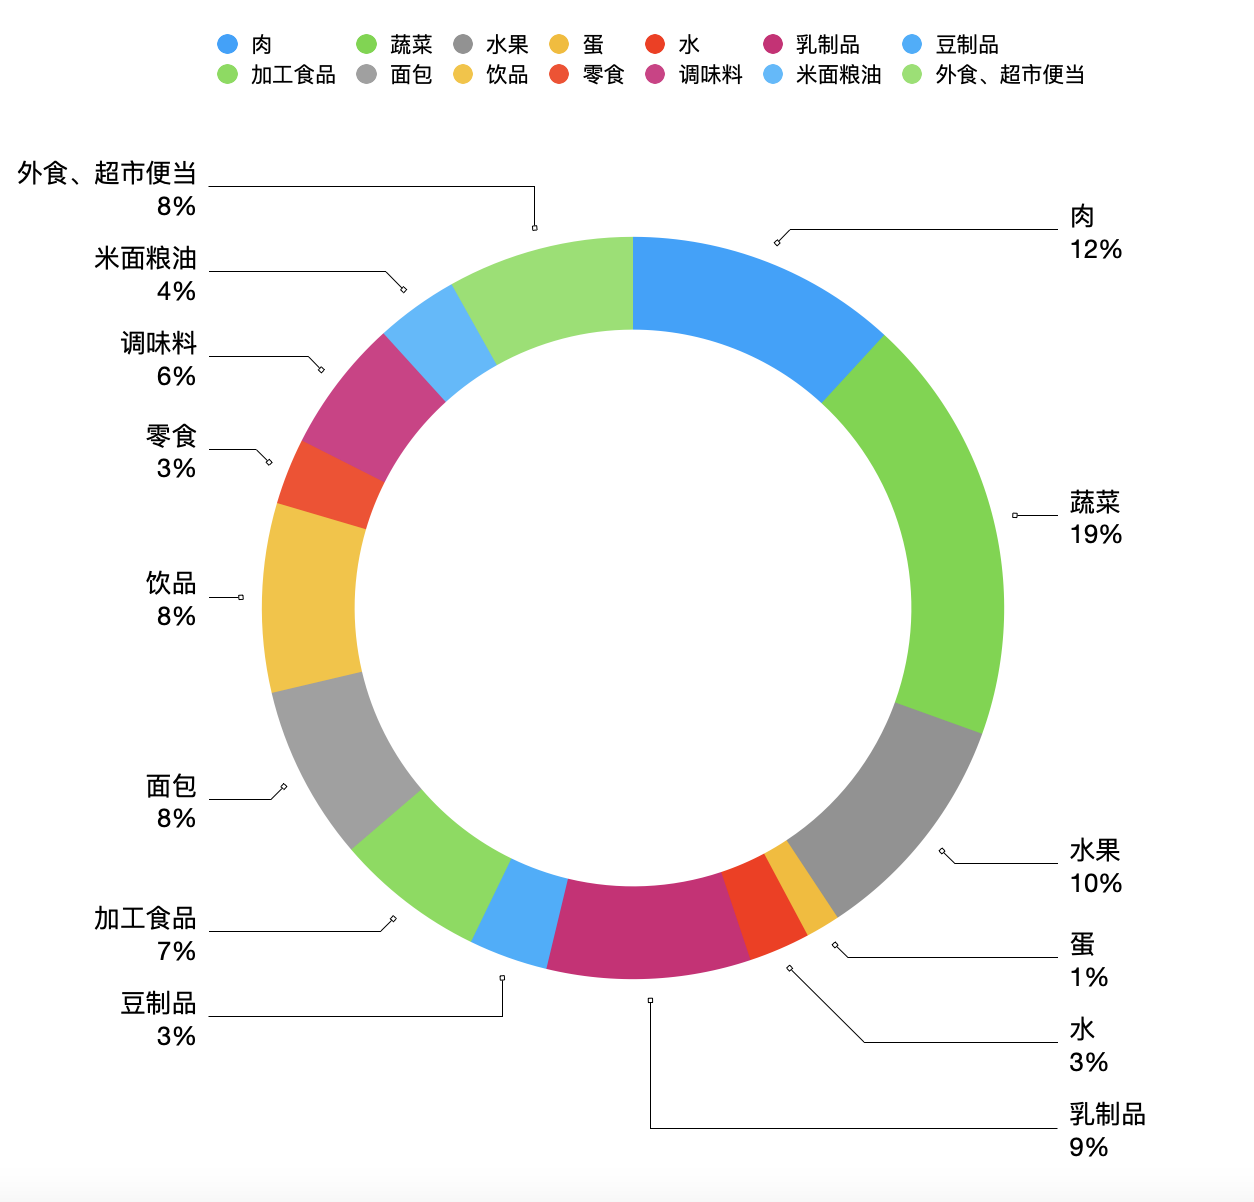 肉 蔬菜 水果 蛋 水 乳制品 豆制品
加工食品 面包 饮品 零食 调味料 米面粮油 外食、超市便当
外食、超市便当
8%
肉
12%
米面粮油
4%
调味料
6%
零食
3%
蔬菜
19%
饮品
8%
面包
8%
水果
10%
加工食品
7%
蛋
1%
豆制品
3%
水
3%
乳制品
9%